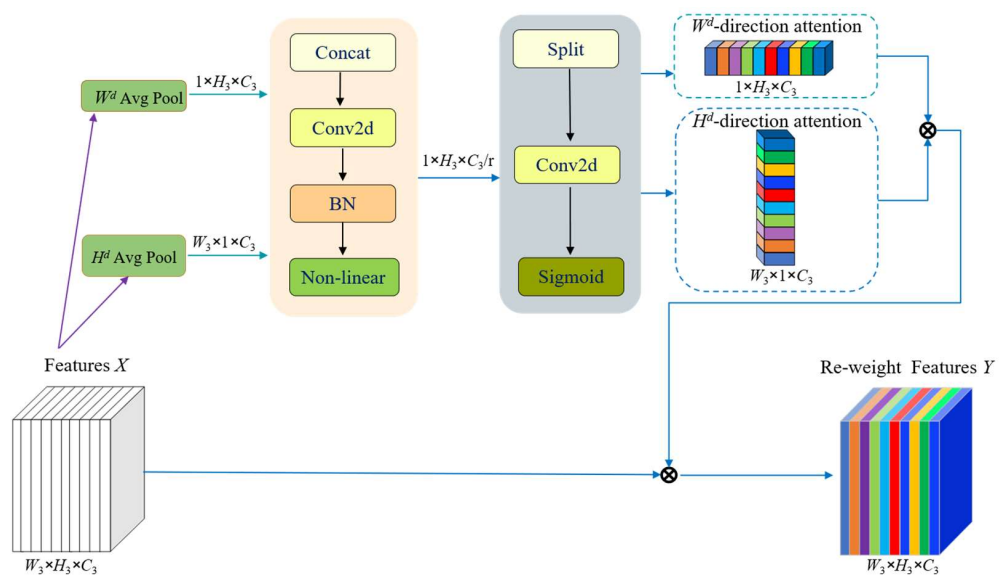 W^d-direction attention
1×H₃×C₃
Concat
Split
W^d Avg Pool
1×H₃×C₃
H^d-direction attention
Conv2d
1×H₃×C₃/r
Conv2d
BN
H^d Avg Pool
W₃×1×C₃
Non-linear
Sigmoid
W₃×1×C₃
Features X
Re-weight Features Y
W₃×H₃×C₃
W₃×H₃×C₃